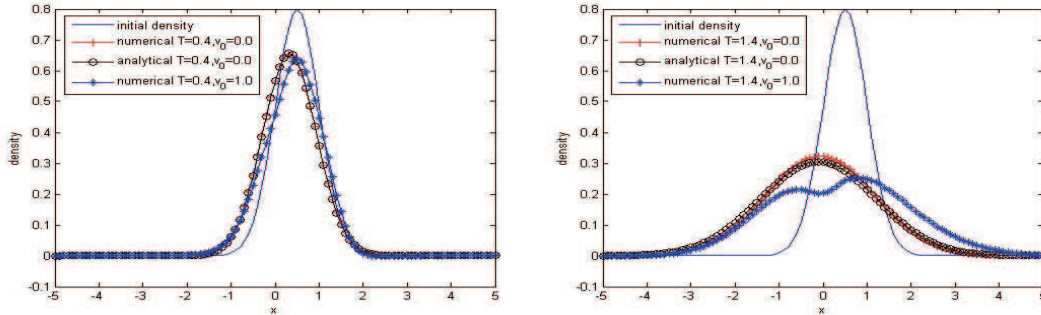 initial density
numerical T=0.4,v0=0.0
analytical T=0.4,v0=0.0
numerical T=0.4,v0=1.0
density
0.8
0.7
0.6
0.5
0.4
0.3
0.2
0.1
0
-0.1
-5 -4 -3 -2 -1 0 1 2 3 4 5
x
initial density
numerical T=1.4,v0=0.0
analytical T=1.4,v0=0.0
numerical T=1.4,v0=1.0
density
0.8
0.7
0.6
0.5
0.4
0.3
0.2
0.1
0
-0.1
-5 -4 -3 -2 -1 0 1 2 3 4 5
x